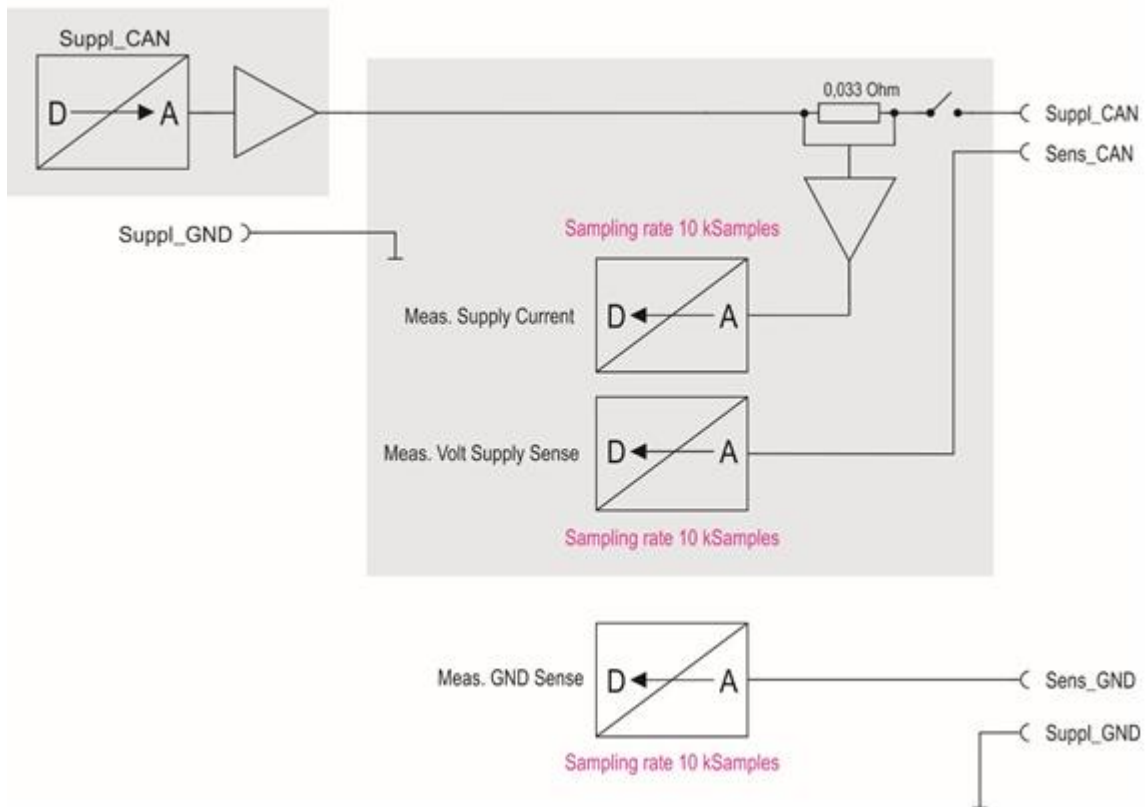 Suppl_CAN
D A
0,033 Ohm
Suppl_CAN
Sens_CAN
Suppl_GND
Sampling rate 10 kSamples
Meas. Supply Current
D A
Meas. Volt Supply Sense
D A
Sampling rate 10 kSamples
Meas. GND Sense
D A
Sens_GND
Suppl_GND
Sampling rate 10 kSamples